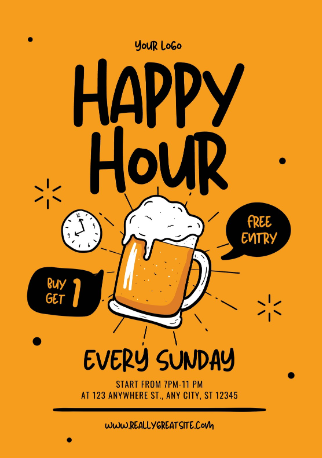 YOUR LOGO
HAPPY
HOUR
FREE
ENTRY
BUY
GET 1
EVERY SUNDAY
START FROM 7PM-11 PM
AT 123 ANYWHERE ST., ANY CITY, ST 12345
www.REALLYGREATSITE.com